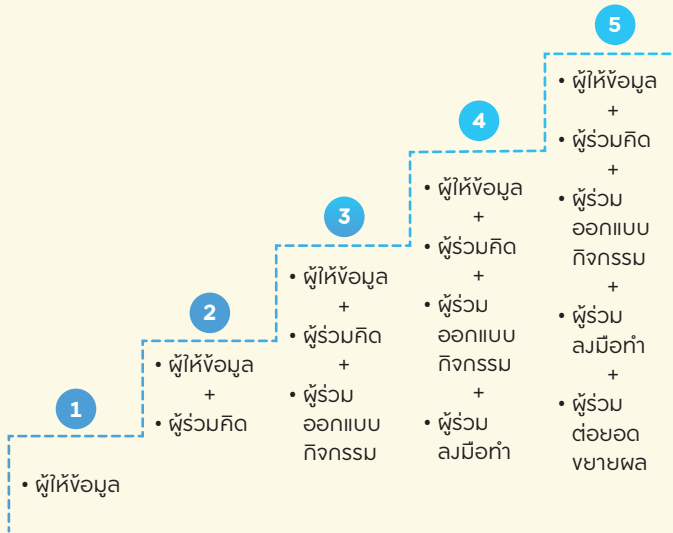 1
• ผู้ให้ข้อมูล
2
• ผู้ให้ข้อมูล
+
• ผู้ร่วมคิด
3
• ผู้ให้ข้อมูล
+
• ผู้ร่วมคิด
+
• ผู้ร่วม
ออกแบบ
กิจกรรม
4
• ผู้ให้ข้อมูล
+
• ผู้ร่วมคิด
+
• ผู้ร่วม
ออกแบบ
กิจกรรม
+
• ผู้ร่วม
ลงมือทำ
5
• ผู้ให้ข้อมูล
+
• ผู้ร่วมคิด
+
• ผู้ร่วม
ออกแบบ
กิจกรรม
+
• ผู้ร่วม
ลงมือทำ
+
• ผู้ร่วม
ต่อยอด
ขยายผล